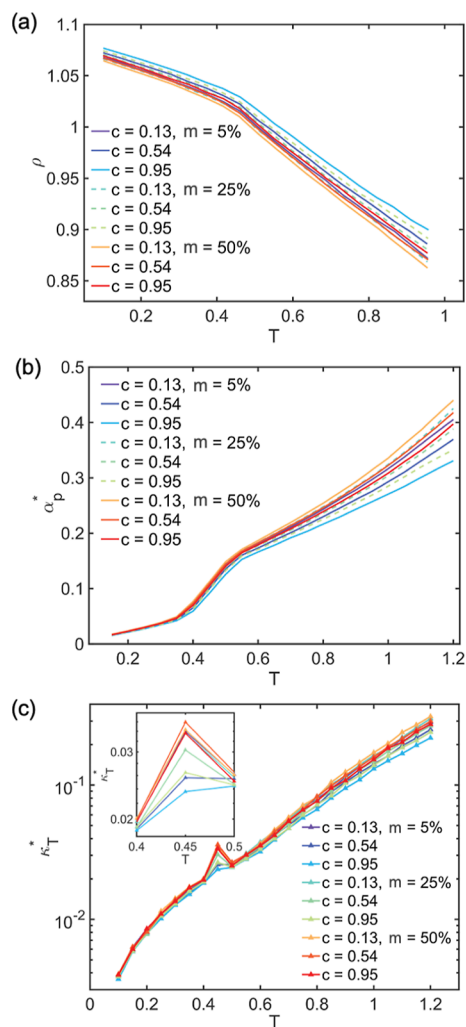 (a)
1.1
1.05
1
0.95
0.9
0.85
ρ
c = 0.13, m = 5%
c = 0.54
c = 0.95
c = 0.13, m = 25%
c = 0.54
c = 0.95
c = 0.13, m = 50%
c = 0.54
c = 0.95
0.2 0.4 0.6 0.8 1
T
(b)
0.5
0.4
0.3
0.2
0.1
0
α*p
c = 0.13, m = 5%
c = 0.54
c = 0.95
c = 0.13, m = 25%
c = 0.54
c = 0.95
c = 0.13, m = 50%
c = 0.54
c = 0.95
0.2 0.4 0.6 0.8 1.0 1.2
T
(c)
0.03
0.02
κ*T
0.4 0.45 0.5
T
10⁻¹
10⁻²
κ*T
c = 0.13, m = 5%
c = 0.54
c = 0.95
c = 0.13, m = 25%
c = 0.54
c = 0.95
c = 0.13, m = 50%
c = 0.54
c = 0.95
0 0.2 0.4 0.6 0.8 1.0 1.2
T